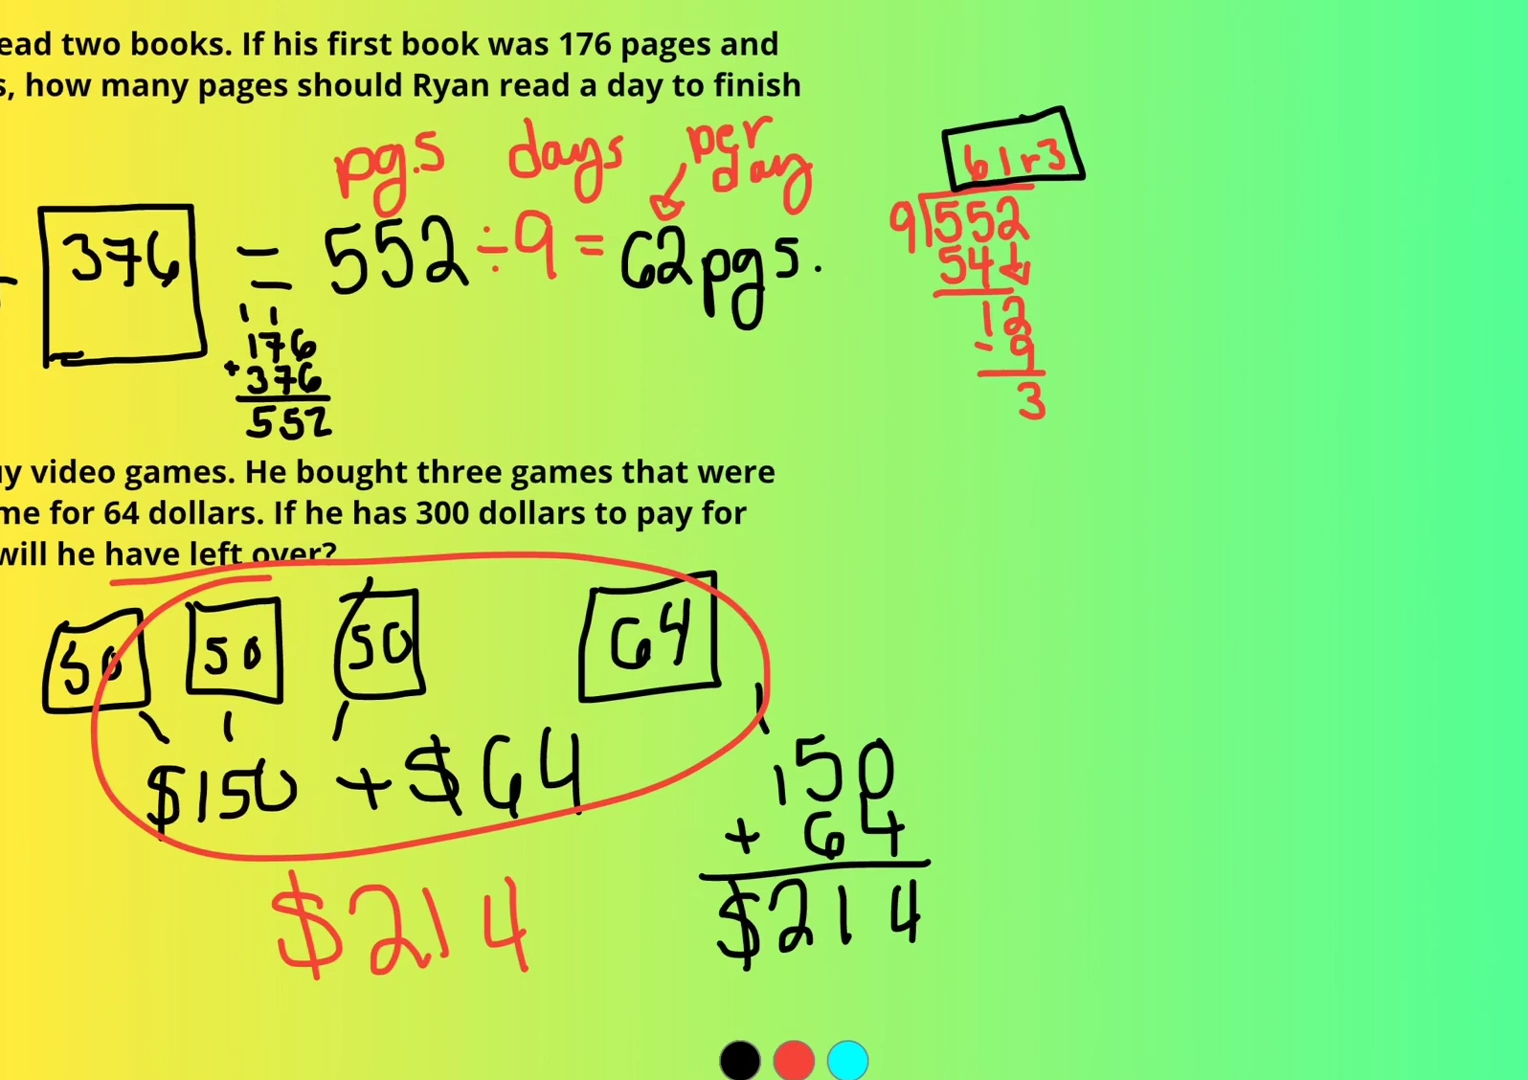 ead two books. If his first book was 176 pages and
s, how many pages should Ryan read a day to finish
pg.s days per day
61r3
376 = 552 ÷ 9 = 62 pgs.
9 552
54
12
- 9
3
176
+ 376
552
uy video games. He bought three games that were
me for 64 dollars. If he has 300 dollars to pay for
will he have left over?
50 50 50 64
$150 + $64
150
+ 64
$214
$214